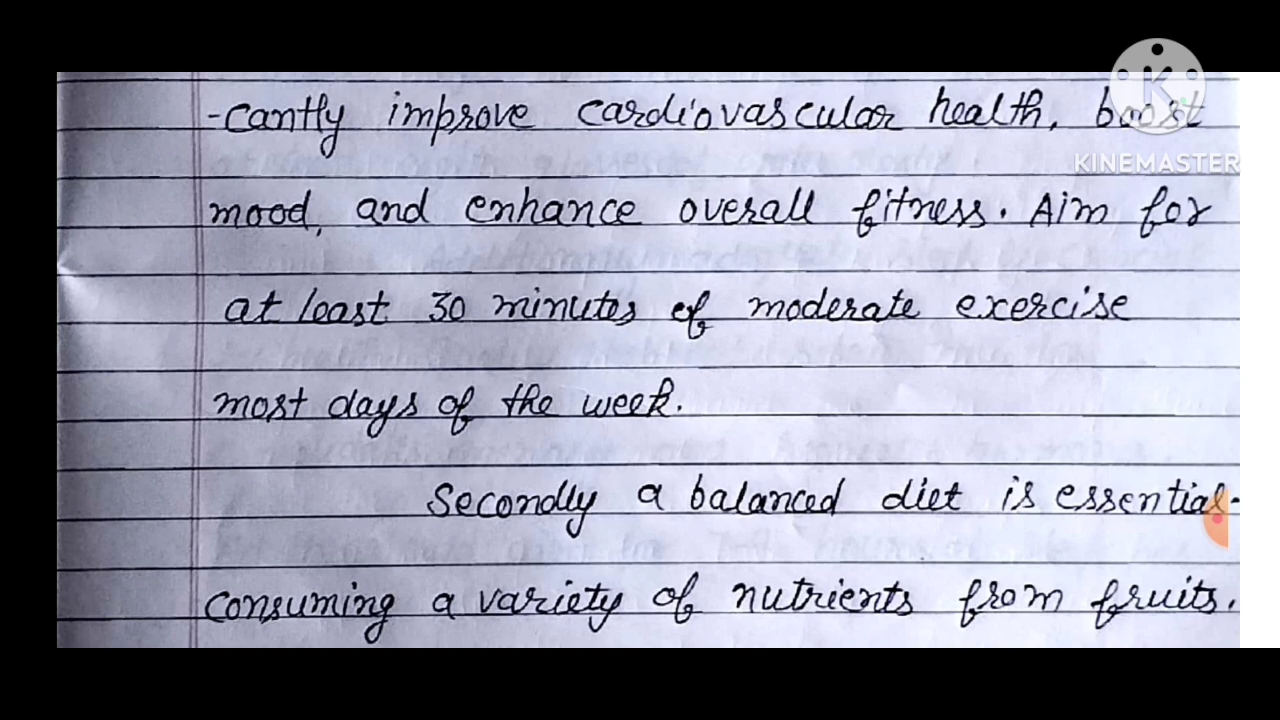 -cantly improve cardiovascular health, boost
KINEMASTER
mood, and enhance overall fitness. Aim for
at least 30 minutes of moderate exercise
most days of the week.
Secondly a balanced diet is essential-
consuming a variety of nutrients from fruits.